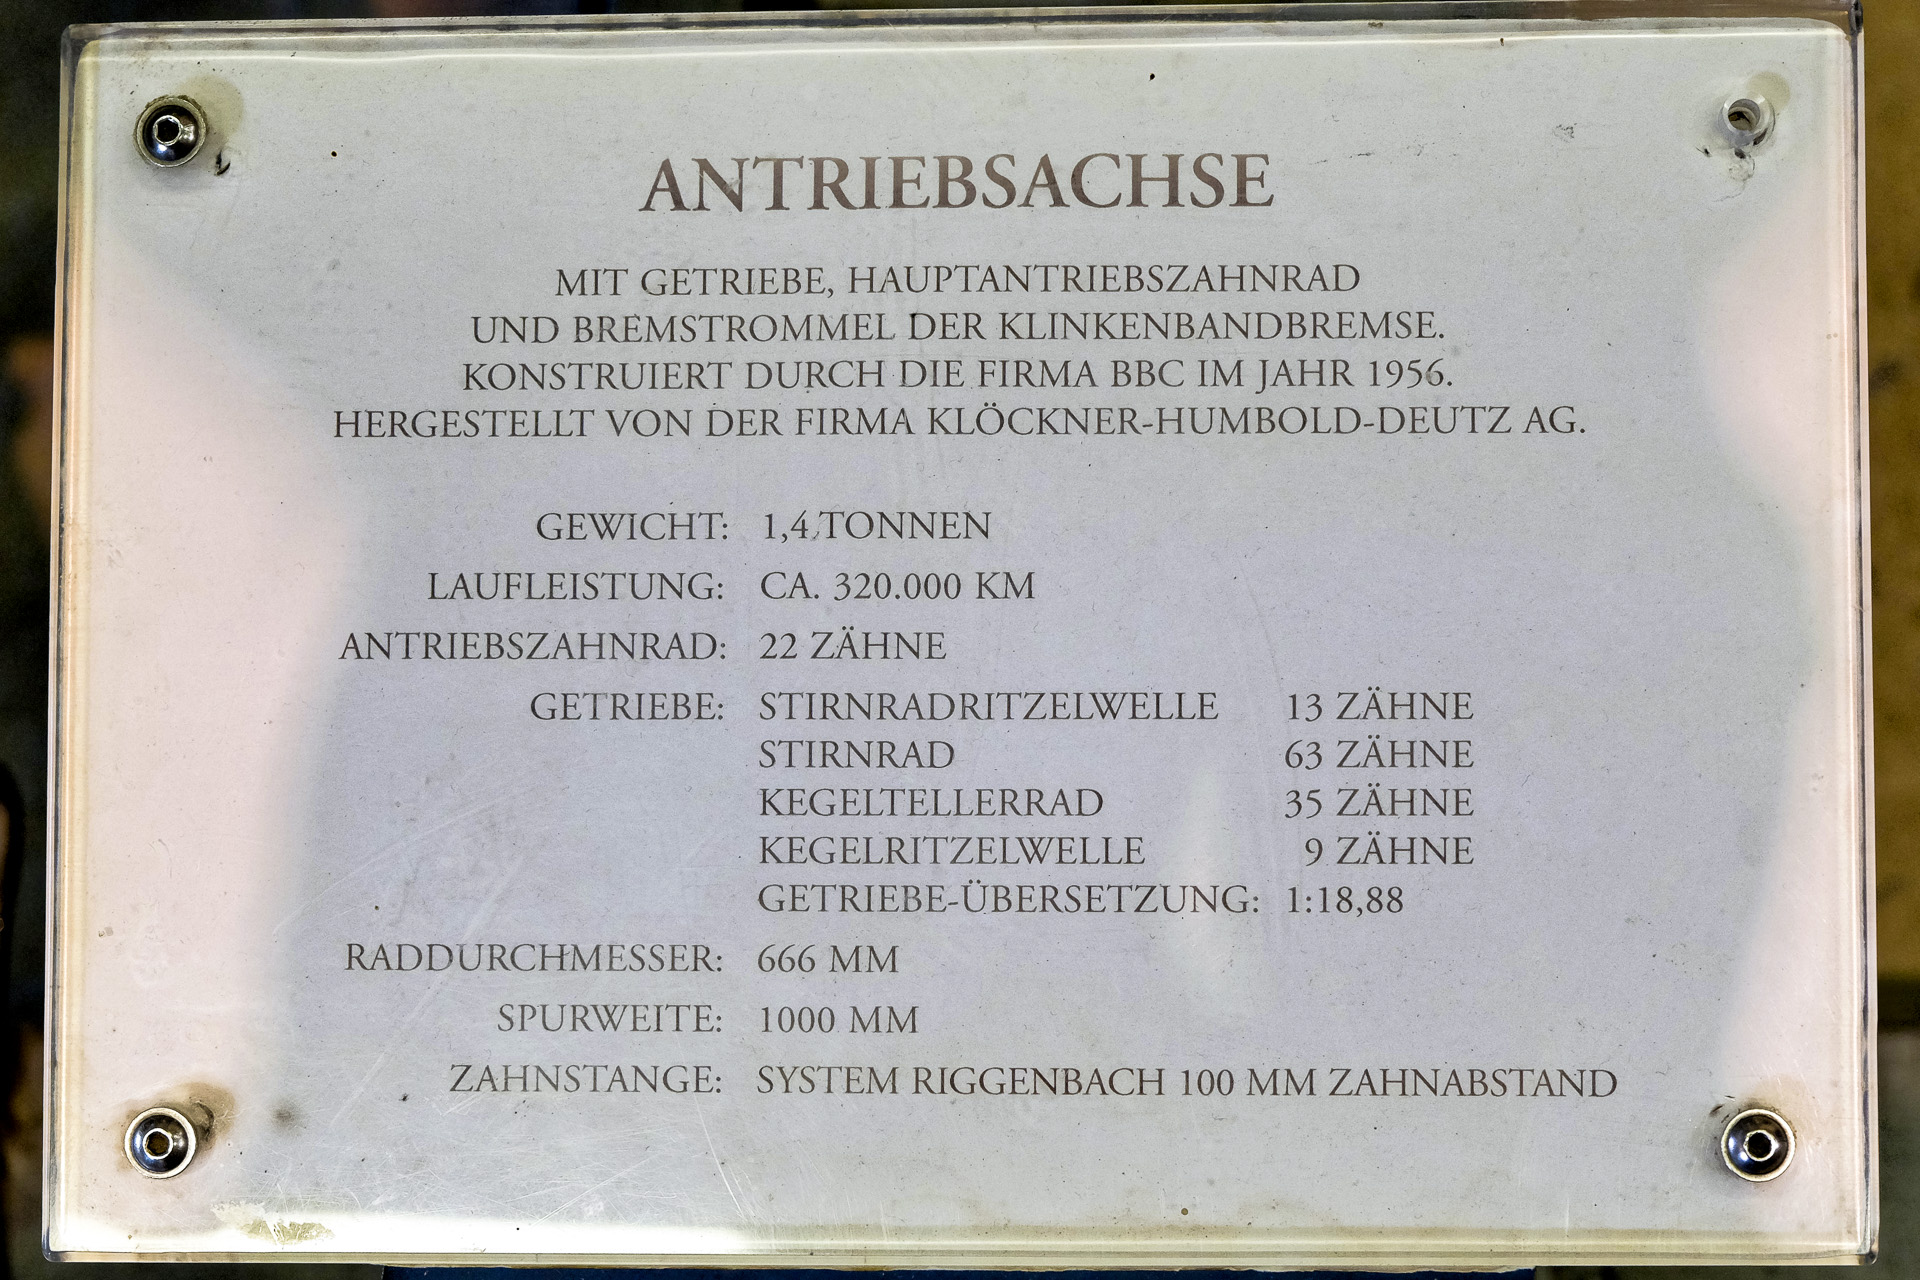 ANTRIEBSACHSE
MIT GETRIEBE, HAUPTANTRIEBSZAHNRAD
UND BREMSTROMMEL DER KLINKENBANDBREMSE.
KONSTRUIERT DURCH DIE FIRMA BBC IM JAHR 1956.
HERGESTELLT VON DER FIRMA KLÖCKNER-HUMBOLD-DEUTZ AG.
GEWICHT: 1,4 TONNEN
LAUFLEISTUNG: CA. 320.000 KM
ANTRIEBSZAHNRAD: 22 ZÄHNE
GETRIEBE: STIRNRADRITZELWELLE 13 ZÄHNE
STIRNRAD 63 ZÄHNE
KEGELTELLERRAD 35 ZÄHNE
KEGELRITZELWELLE 9 ZÄHNE
GETRIEBE-ÜBERSETZUNG: 1:18,88
RADDURCHMESSER: 666 MM
SPURWEITE: 1000 MM
ZAHNSTANGE: SYSTEM RIGGENBACH 100 MM ZAHNABSTAND